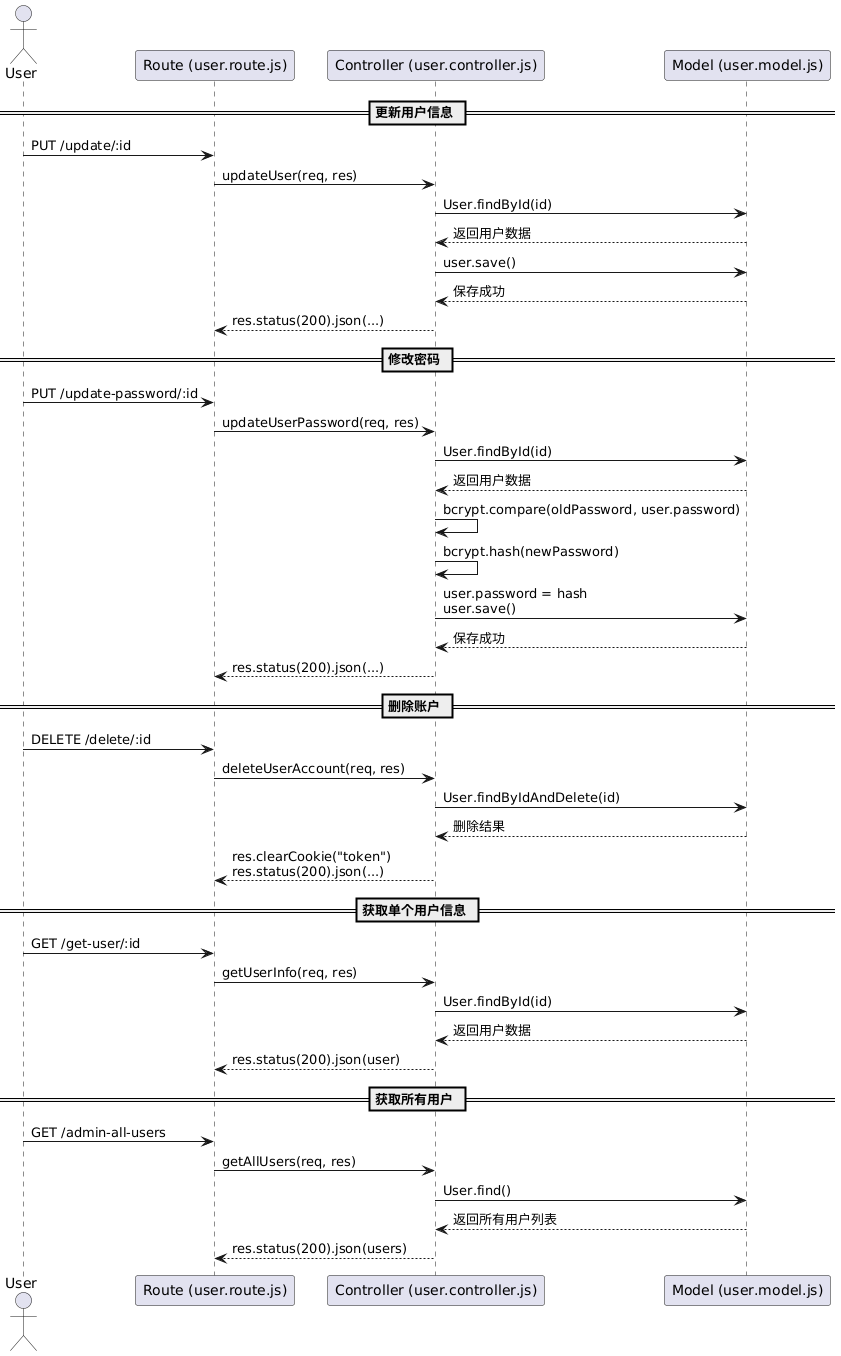 User
Route (user.route.js)
Controller (user.controller.js)
Model (user.model.js)
更新用户信息
PUT /update/:id
updateUser(req, res)
User.findById(id)
返回用户数据
user.save()
保存成功
res.status(200).json(...)
修改密码
PUT /update-password/:id
updateUserPassword(req, res)
User.findById(id)
返回用户数据
bcrypt.compare(oldPassword, user.password)
bcrypt.hash(newPassword)
user.password = hash
user.save()
保存成功
res.status(200).json(...)
删除账户
DELETE /delete/:id
deleteUserAccount(req, res)
User.findByIdAndDelete(id)
删除结果
res.clearCookie("token")
res.status(200).json(...)
获取单个用户信息
GET /get-user/:id
getUserInfo(req, res)
User.findById(id)
返回用户数据
res.status(200).json(user)
获取所有用户
GET /admin-all-users
getAllUsers(req, res)
User.find()
返回所有用户列表
res.status(200).json(users)
User
Route (user.route.js)
Controller (user.controller.js)
Model (user.model.js)